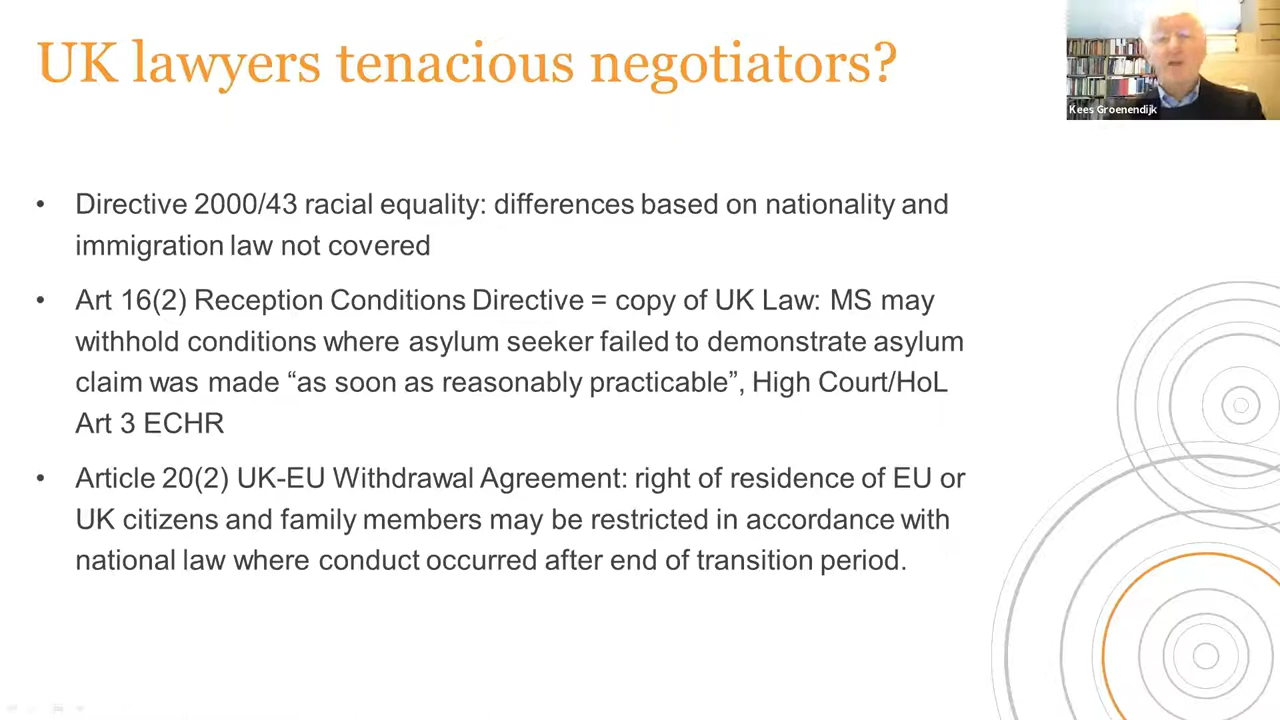 UK lawyers tenacious negotiators?
Kees Groenendijk
• Directive 2000/43 racial equality: differences based on nationality and
immigration law not covered
• Art 16(2) Reception Conditions Directive = copy of UK Law: MS may
withhold conditions where asylum seeker failed to demonstrate asylum
claim was made “as soon as reasonably practicable”, High Court/HoL
Art 3 ECHR
• Article 20(2) UK-EU Withdrawal Agreement: right of residence of EU or
UK citizens and family members may be restricted in accordance with
national law where conduct occurred after end of transition period.